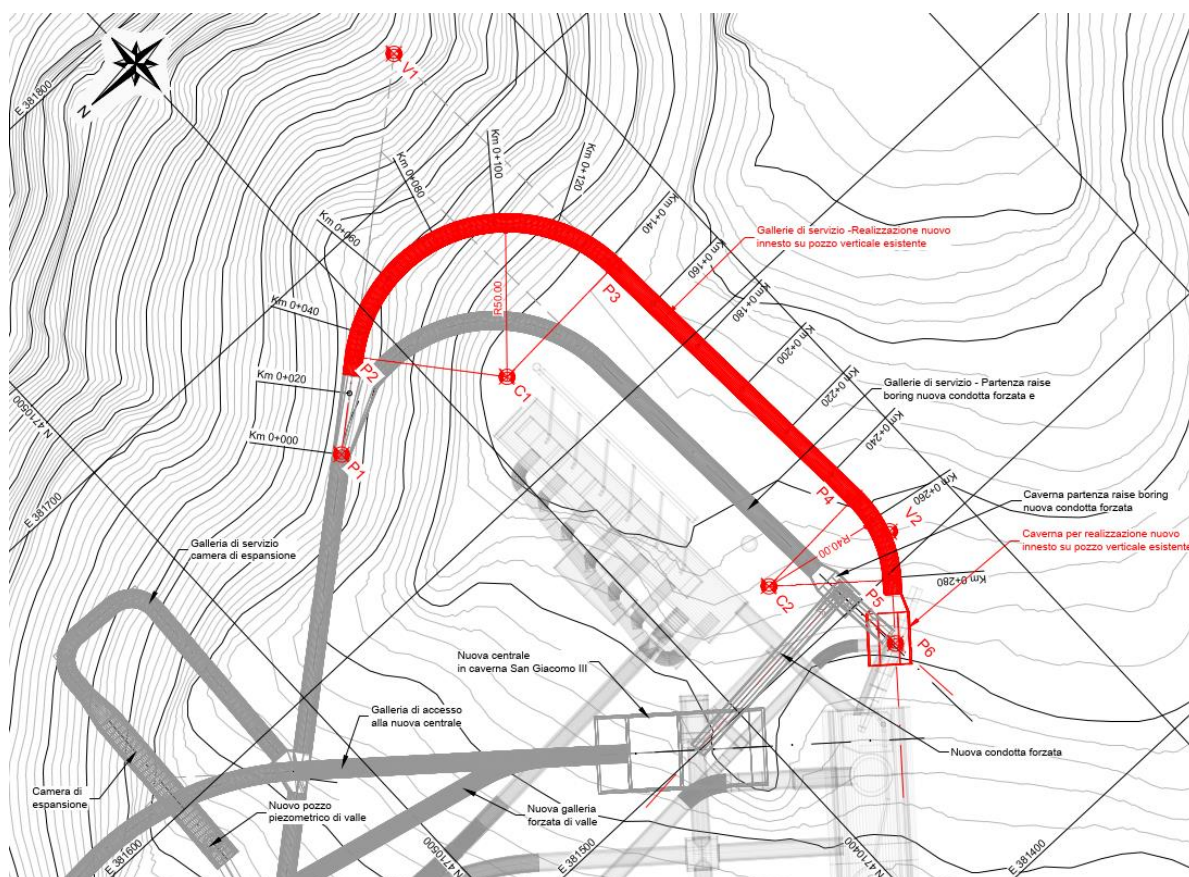 V1
E 381800
N
Km 0+100
Km 0+120
Km 0+080
Km 0+140
Km 0+060
Gallerie di servizio -Realizzazione nuovo
innesto su pozzo verticale esistente
Km 0+160
R50.00
P3
Km 0+180
Km 0+040
Km 0+200
P2
Km 0+020
C1
Km 0+220
Gallerie di servizio - Partenza raise
boring nuova condotta forzata e
N 4710500
Km 0+000
P1
Km 0+240
E 381700
P4
Km 0+260
Caverna partenza raise boring
nuova condotta forzata
V2
Galleria di servizio
camera di espansione
R40.00
Caverna per realizzazione nuovo
innesto su pozzo verticale esistente
Km 0+280
C2
P5
P6
Nuova centrale
in caverna San Giacomo III
Galleria di accesso
alla nuova centrale
Nuova condotta forzata
Camera di
espansione
Nuovo pozzo
piezometrico di valle
Nuova galleria
forzata di valle
E 381600
N 4710500
E 381500
N 4710400
E 381400